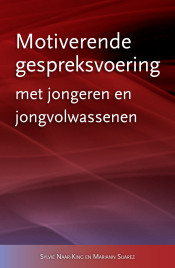 Motiverende
gespreksvoering
met jongeren en
jongvolwassenen
Sylvie Naar-King en Mariann Suarez